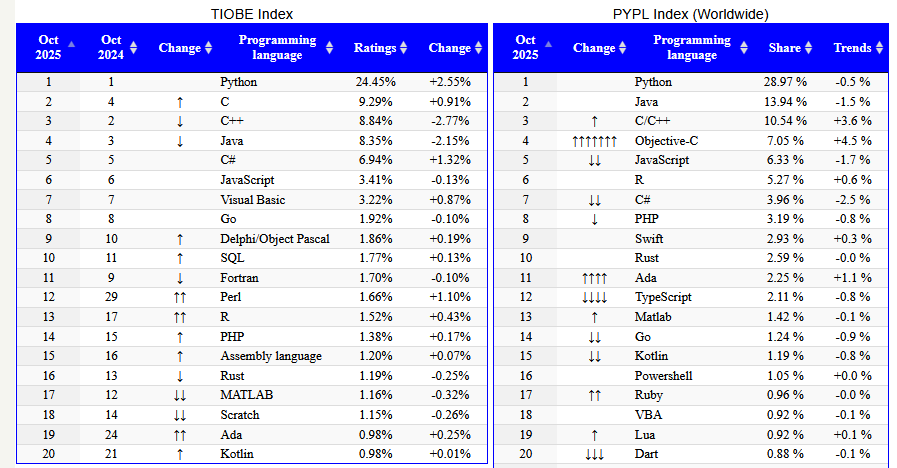 TIOBE Index
Oct 2025 Oct 2024 Change Programming language Ratings Change
1 1 Python 24.45% +2.55%
2 4 ↑ C 9.29% +0.91%
3 2 ↓ C++ 8.84% -2.77%
4 3 ↓ Java 8.35% -2.15%
5 5 C# 6.94% +1.32%
6 6 JavaScript 3.41% -0.13%
7 7 Visual Basic 3.22% +0.87%
8 8 Go 1.92% -0.10%
9 10 ↑ Delphi/Object Pascal 1.86% +0.19%
10 11 ↑ SQL 1.77% +0.13%
11 9 ↓ Fortran 1.70% -0.10%
12 29 ↑↑ Perl 1.66% +1.10%
13 17 ↑↑ R 1.52% +0.43%
14 15 ↑ PHP 1.38% +0.17%
15 16 ↑ Assembly language 1.20% +0.07%
16 13 ↓ Rust 1.19% -0.25%
17 12 ↓↓ MATLAB 1.16% -0.32%
18 14 ↓↓ Scratch 1.15% -0.26%
19 24 ↑↑ Ada 0.98% +0.25%
20 21 ↑ Kotlin 0.98% +0.01%
PYPL Index (Worldwide)
Oct 2025 Change Programming language Share Trends
1 Python 28.97 % -0.5 %
2 Java 13.94 % -1.5 %
3 ↑ C/C++ 10.54 % +3.6 %
4 ↑↑↑↑↑↑↑ Objective-C 7.05 % +4.5 %
5 ↓↓ JavaScript 6.33 % -1.7 %
6 R 5.27 % +0.6 %
7 ↓↓ C# 3.96 % -2.5 %
8 ↓ PHP 3.19 % -0.8 %
9 Swift 2.93 % +0.3 %
10 Rust 2.59 % -0.0 %
11 ↑↑↑↑ Ada 2.25 % +1.1 %
12 ↓↓↓↓ TypeScript 2.11 % -0.8 %
13 ↑ Matlab 1.42 % -0.1 %
14 ↓↓ Go 1.24 % -0.9 %
15 ↓↓ Kotlin 1.19 % -0.8 %
16 Powershell 1.05 % +0.0 %
17 ↑↑ Ruby 0.96 % -0.0 %
18 VBA 0.92 % -0.1 %
19 ↑ Lua 0.92 % +0.1 %
20 ↓↓↓ Dart 0.88 % -0.1 %